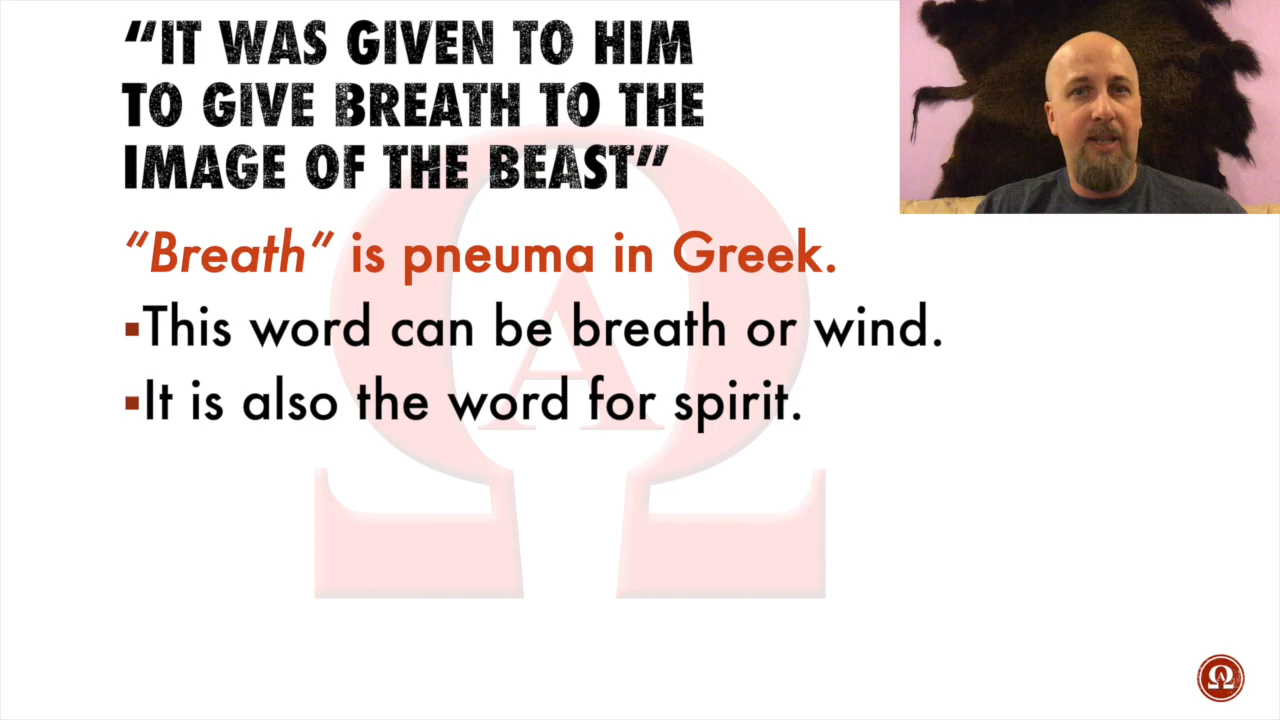 “IT WAS GIVEN TO HIM
TO GIVE BREATH TO THE
IMAGE OF THE BEAST”
“Breath” is pneuma in Greek.
▪This word can be breath or wind.
▪It is also the word for spirit.
Ω
A
ΩA